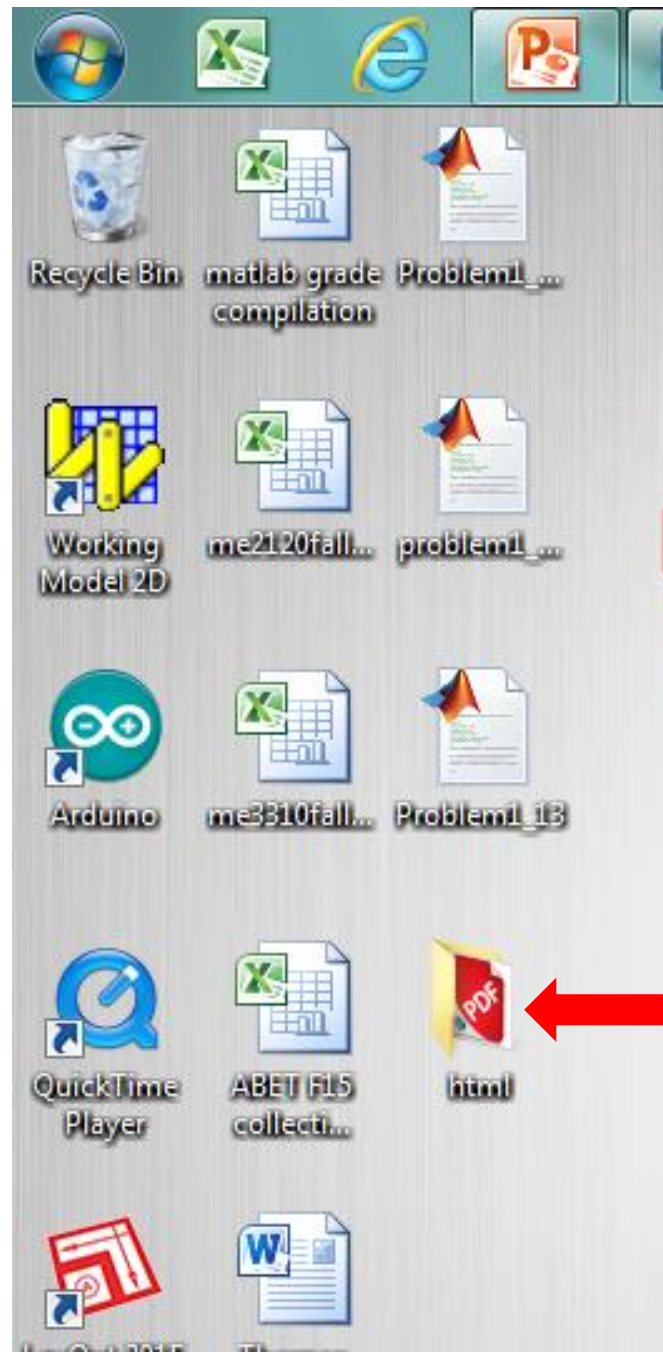 Recycle Bin
matlab grade
compilation
Problem1_...
Working
Model 2D
me2120fall...
problem1_...
Arduino
me3310fall...
Problem1_13
QuickTime
Player
ABET F15
collecti...
PDF
html